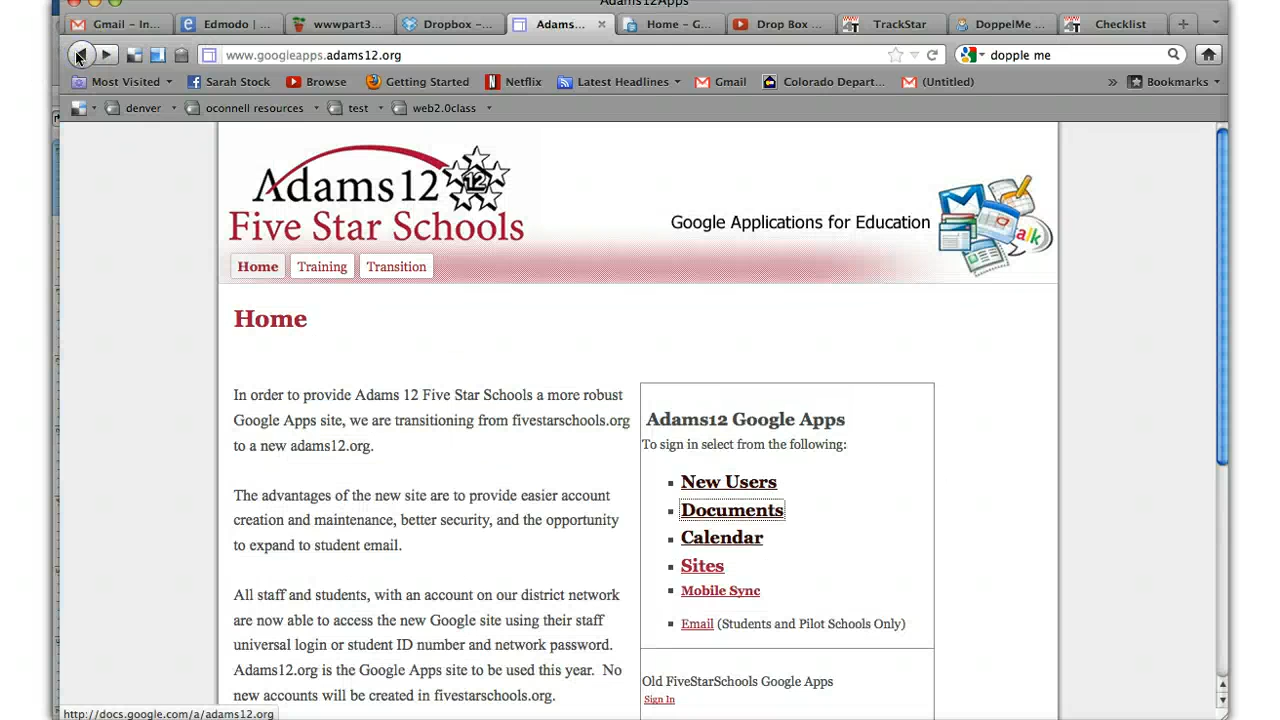 Adams12Apps
Gmail - In...
Edmodo | ...
wwwpart3...
Dropbox -...
Adams...
Home - G...
Drop Box ...
TrackStar
DoppelMe ...
Checklist
www.googleapps.adams12.org
dopple me
Most Visited
Sarah Stock
Browse
Getting Started
Netflix
Latest Headlines
Gmail
Colorado Depart...
(Untitled)
Bookmarks
denver
oconnell resources
test
web2.0class
Adams 12
12
Five Star Schools
Google Applications for Education
talk
Home
Training
Transition
Home
In order to provide Adams 12 Five Star Schools a more robust
Google Apps site, we are transitioning from fivestarschools.org
to a new adams12.org.
The advantages of the new site are to provide easier account
creation and maintenance, better security, and the opportunity
to expand to student email.
All staff and students, with an account on our district network
are now able to access the new Google site using their staff
universal login or student ID number and network password.
Adams12.org is the Google Apps site to be used this year. No
new accounts will be created in fivestarschools.org.
Adams12 Google Apps
To sign in select from the following:
New Users
Documents
Calendar
Sites
Mobile Sync
Email (Students and Pilot Schools Only)
Old FiveStarSchools Google Apps
Sign In
http://docs.google.com/a/adams12.org